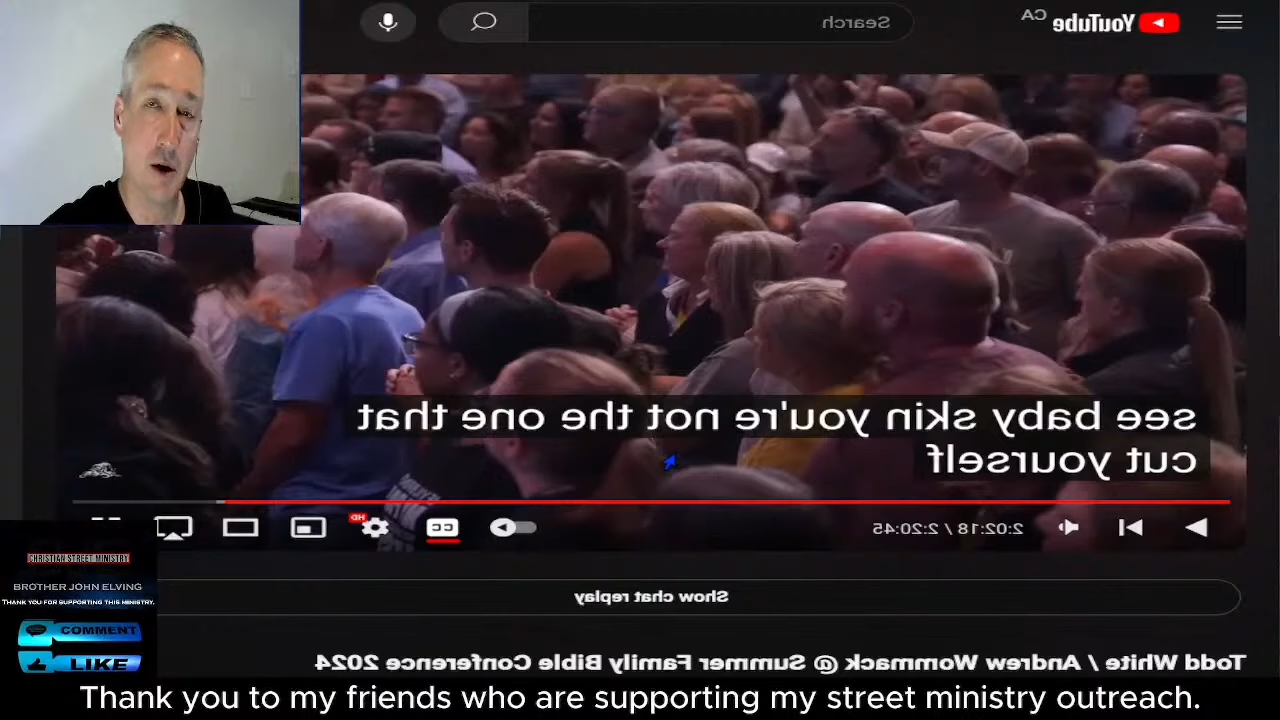 YouTube CA
Search
see baby skin you're not the one that
cut yourself
HD
CC
2:02:18 / 2:20:45
CHRISTIAN STREET MINISTRY
BROTHER JOHN ELVING
THANK YOU FOR SUPPORTING THIS MINISTRY.
COMMENT
LIKE
Show chat replay
Todd White / Andrew Wommack @ Summer Family Bible Conference 2024
Thank you to my friends who are supporting my street ministry outreach.